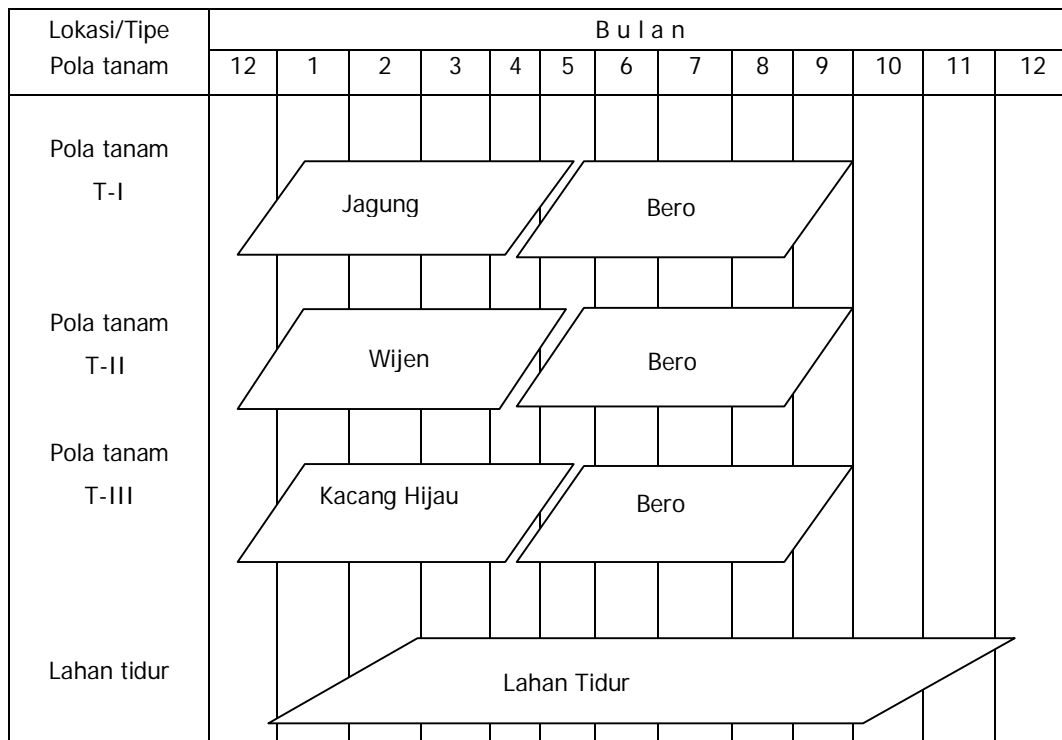 Lokasi/Tipe
Pola tanam
B u l a n
12 1 2 3 4 5 6 7 8 9 10 11 12
Pola tanam
T-I
Jagung
Bero
Pola tanam
T-II
Wijen
Bero
Pola tanam
T-III
Kacang Hijau
Bero
Lahan tidur
Lahan Tidur